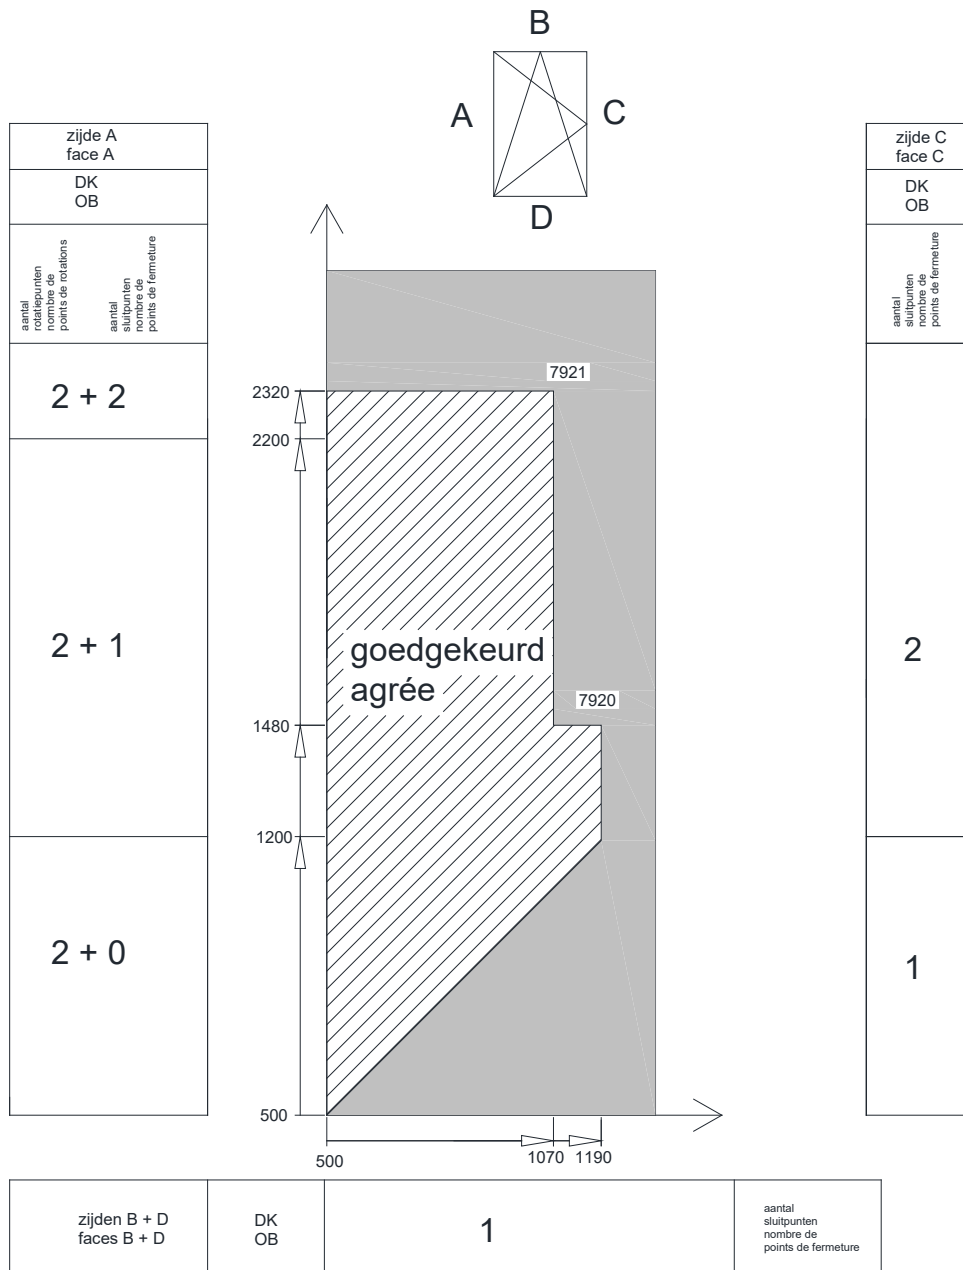 B
A
C
D
zijde A
face A
DK
OB
aantal
rotatiepunten
nombre de
points de rotations
aantal
sluitpunten
nombre de
points de fermeture
2 + 2
2 + 1
2 + 0
2320
2200
1480
1200
500
7921
goedgekeurd
agrée
7920
500
1070
1190
zijde C
face C
DK
OB
aantal
sluitpunten
nombre de
points de fermeture
2
1
zijden B + D
faces B + D
DK
OB
1
aantal
sluitpunten
nombre de
points de fermeture